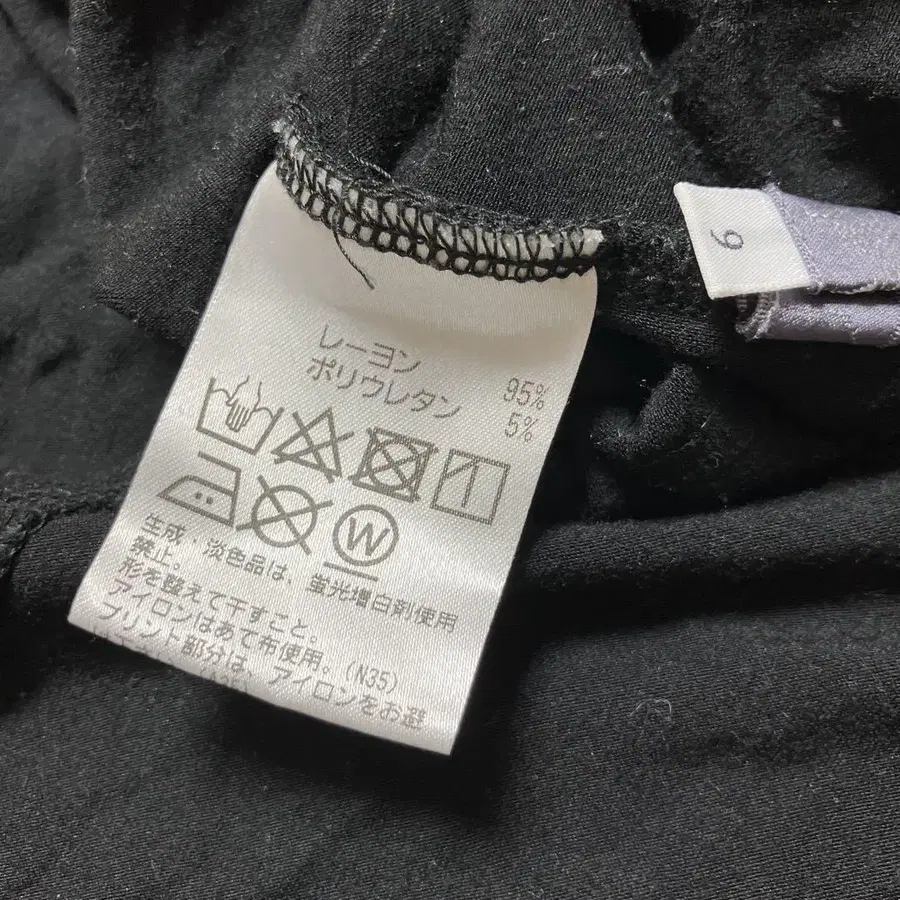 レーヨン 95%
ポリウレタン 5%
W
生成、淡色品は、蛍光増白剤使用
禁止。
形を整えて干すこと。
アイロンはあて布使用。(N35)
プリント部分は、アイロンをお避
9